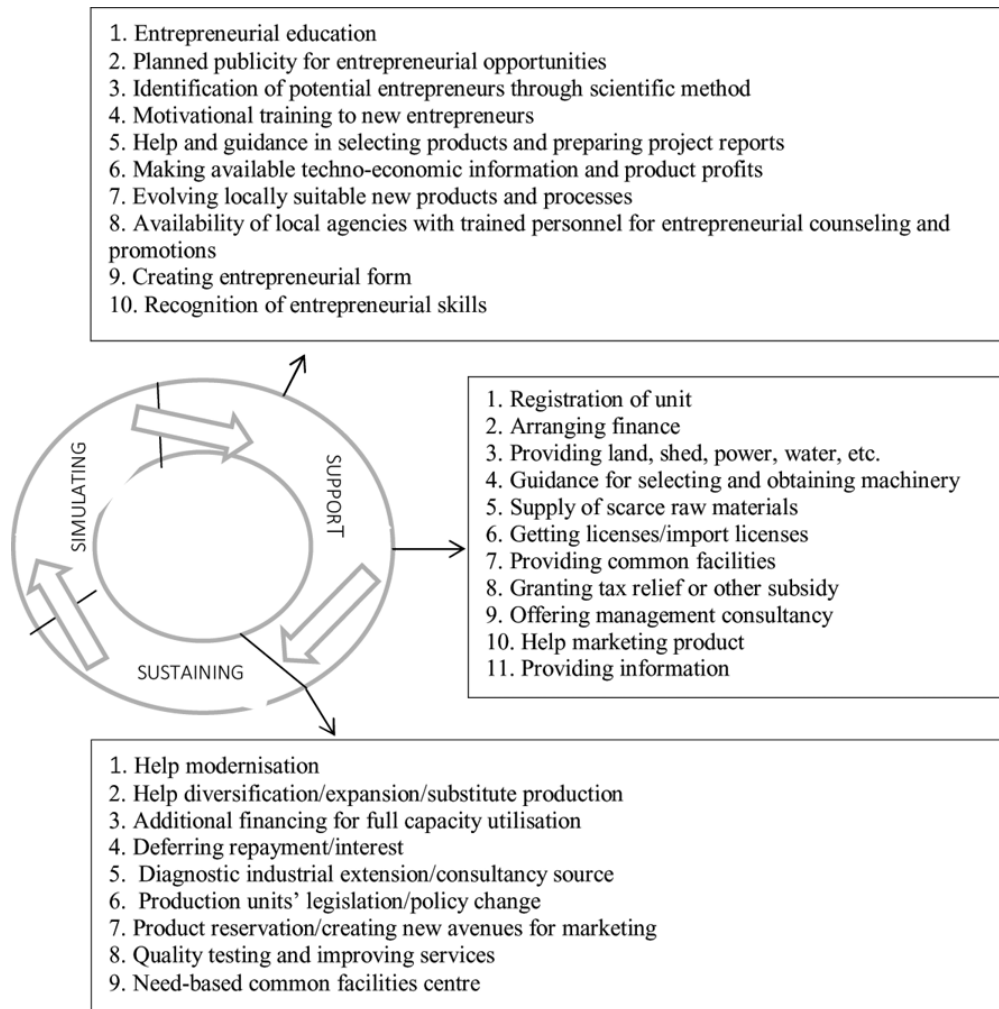 1. Entrepreneurial education
2. Planned publicity for entrepreneurial opportunities
3. Identification of potential entrepreneurs through scientific method
4. Motivational training to new entrepreneurs
5. Help and guidance in selecting products and preparing project reports
6. Making available techno-economic information and product profits
7. Evolving locally suitable new products and processes
8. Availability of local agencies with trained personnel for entrepreneurial counseling and
promotions
9. Creating entrepreneurial form
10. Recognition of entrepreneurial skills
SIMULATING
SUPPORT
SUSTAINING
1. Registration of unit
2. Arranging finance
3. Providing land, shed, power, water, etc.
4. Guidance for selecting and obtaining machinery
5. Supply of scarce raw materials
6. Getting licenses/import licenses
7. Providing common facilities
8. Granting tax relief or other subsidy
9. Offering management consultancy
10. Help marketing product
11. Providing information
1. Help modernisation
2. Help diversification/expansion/substitute production
3. Additional financing for full capacity utilisation
4. Deferring repayment/interest
5. Diagnostic industrial extension/consultancy source
6. Production units’ legislation/policy change
7. Product reservation/creating new avenues for marketing
8. Quality testing and improving services
9. Need-based common facilities centre